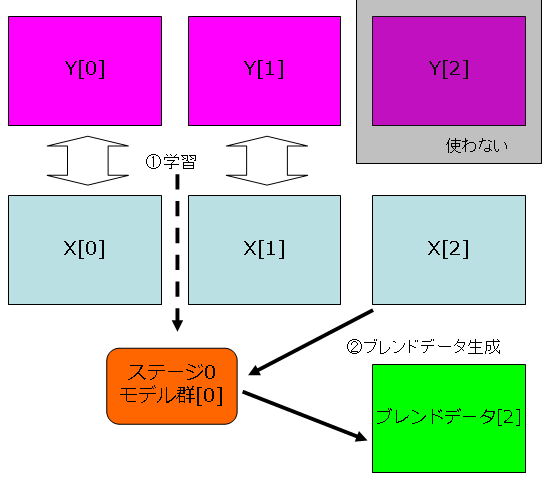 Y[0]
Y[1]
Y[2]
使わない
①学習
X[0]
X[1]
X[2]
②ブレンドデータ生成
ステージ0
モデル群[0]
ブレンドデータ[2]